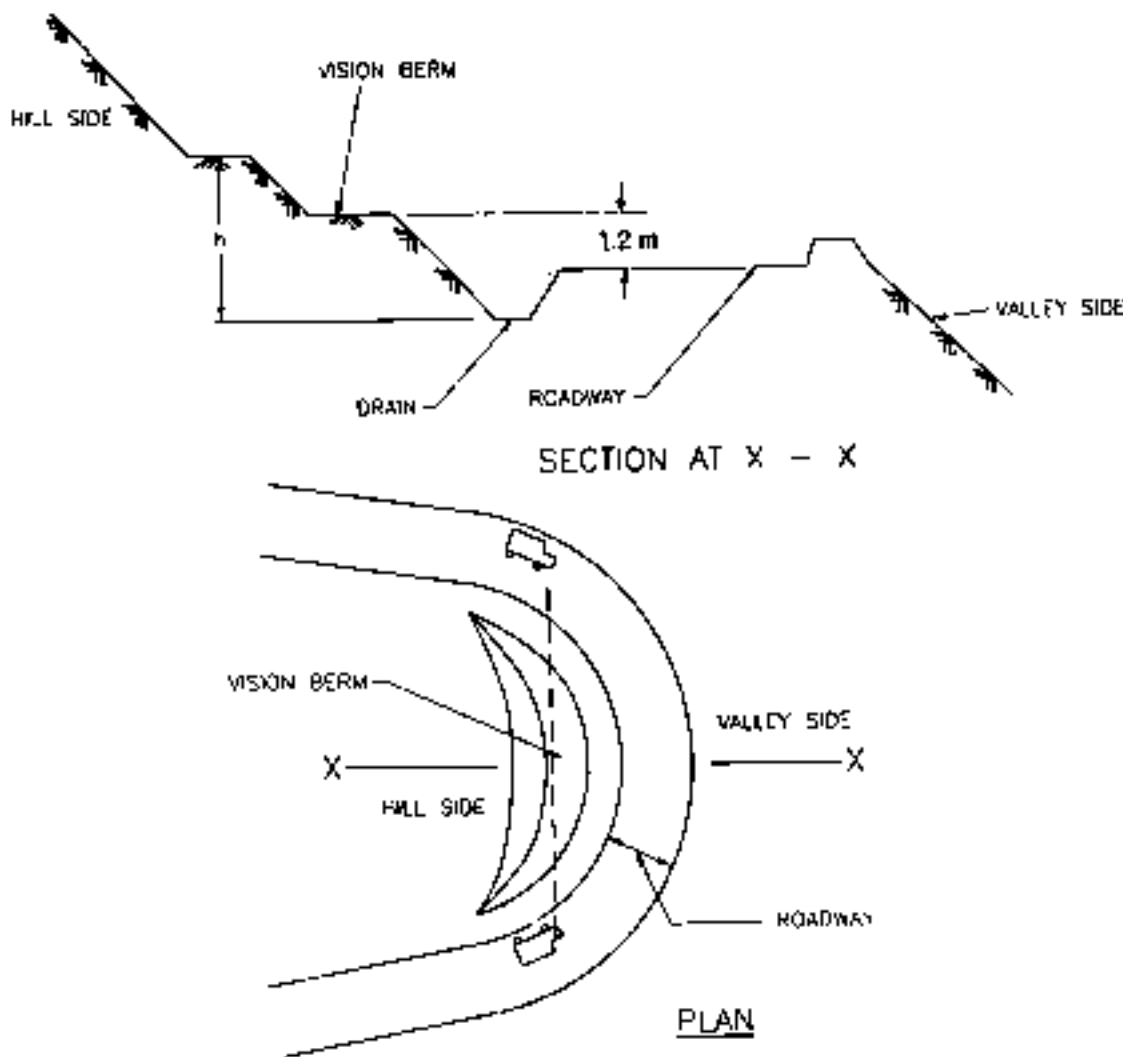 VISION BERM
HILL SIDE
h
1.2 m
VALLEY SIDE
DRAIN
ROADWAY
SECTION AT X – X
VISION BERM
VALLEY SIDE
X
X
HILL SIDE
ROADWAY
PLAN